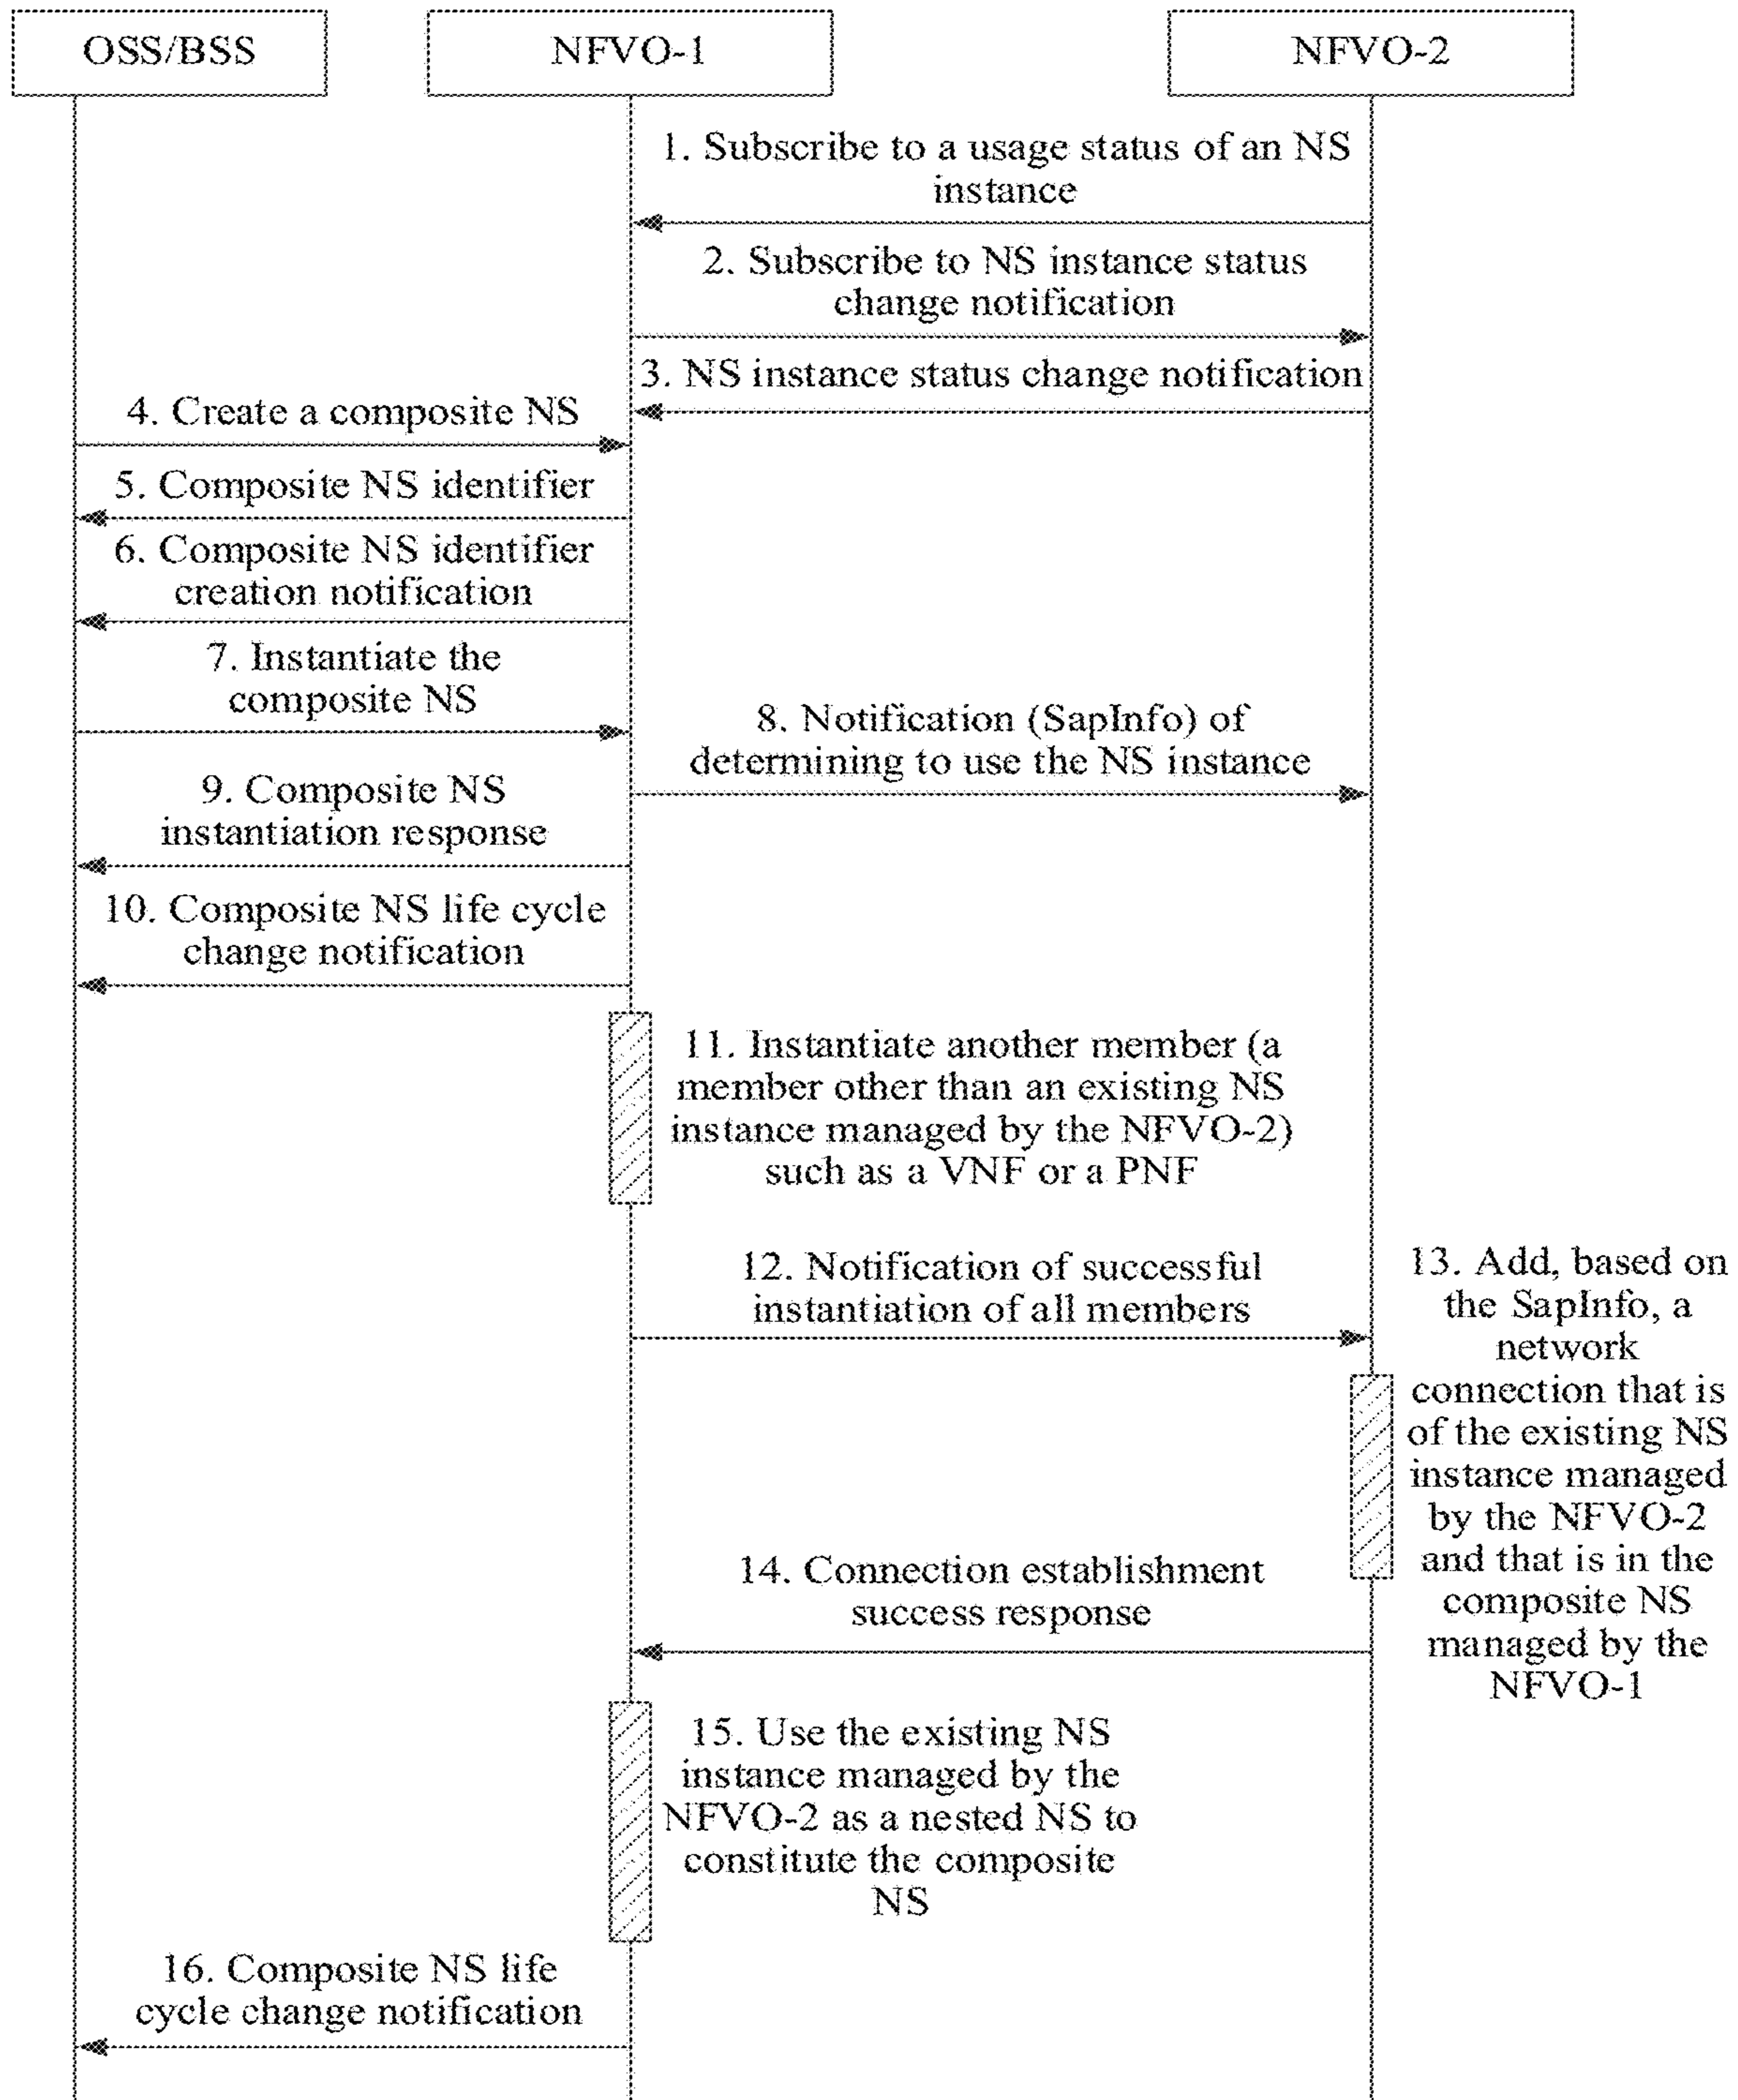 OSS/BSS
NFVO-1
NFVO-2
1. Subscribe to a usage status of an NS
instance
2. Subscribe to NS instance status
change notification
3. NS instance status change notification
4. Create a composite NS
5. Composite NS identifier
6. Composite NS identifier
creation notification
7. Instantiate the
composite NS
8. Notification (SapInfo) of
determining to use the NS instance
9. Composite NS
instantiation response
10. Composite NS life cycle
change notification
11. Instantiate another member (a
member other than an existing NS
instance managed by the NFVO-2)
such as a VNF or a PNF
12. Notification of successful
instantiation of all members
13. Add, based on
the SapInfo, a
network
connection that is
of the existing NS
instance managed
by the NFVO-2
and that is in the
composite NS
managed by the
NFVO-1
14. Connection establishment
success response
15. Use the existing NS
instance managed by the
NFVO-2 as a nested NS to
constitute the composite
NS
16. Composite NS life
cycle change notification